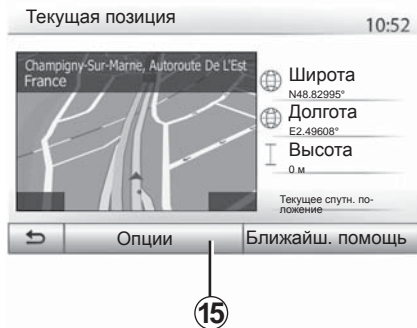 Текущая позиция
10:52
Champigny-Sur-Marne, Autoroute De L'Est
France
Широта
N48.82995°
Долгота
E2.49608°
Высота
0 м
Текущее спутн. по-
ложение
Опции
Ближайш. помощь
15